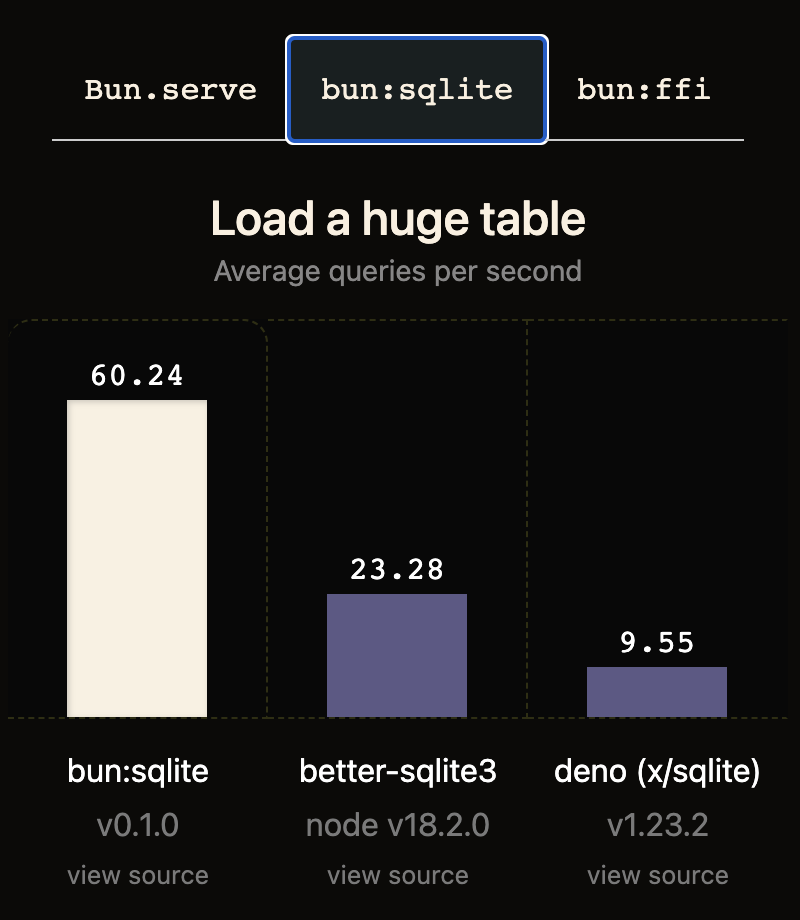 Bun.serve bun:sqlite bun:ffi
Load a huge table
Average queries per second
60.24
23.28
9.55
bun:sqlite better-sqlite3 deno (x/sqlite)
v0.1.0 node v18.2.0 v1.23.2
view source view source view source